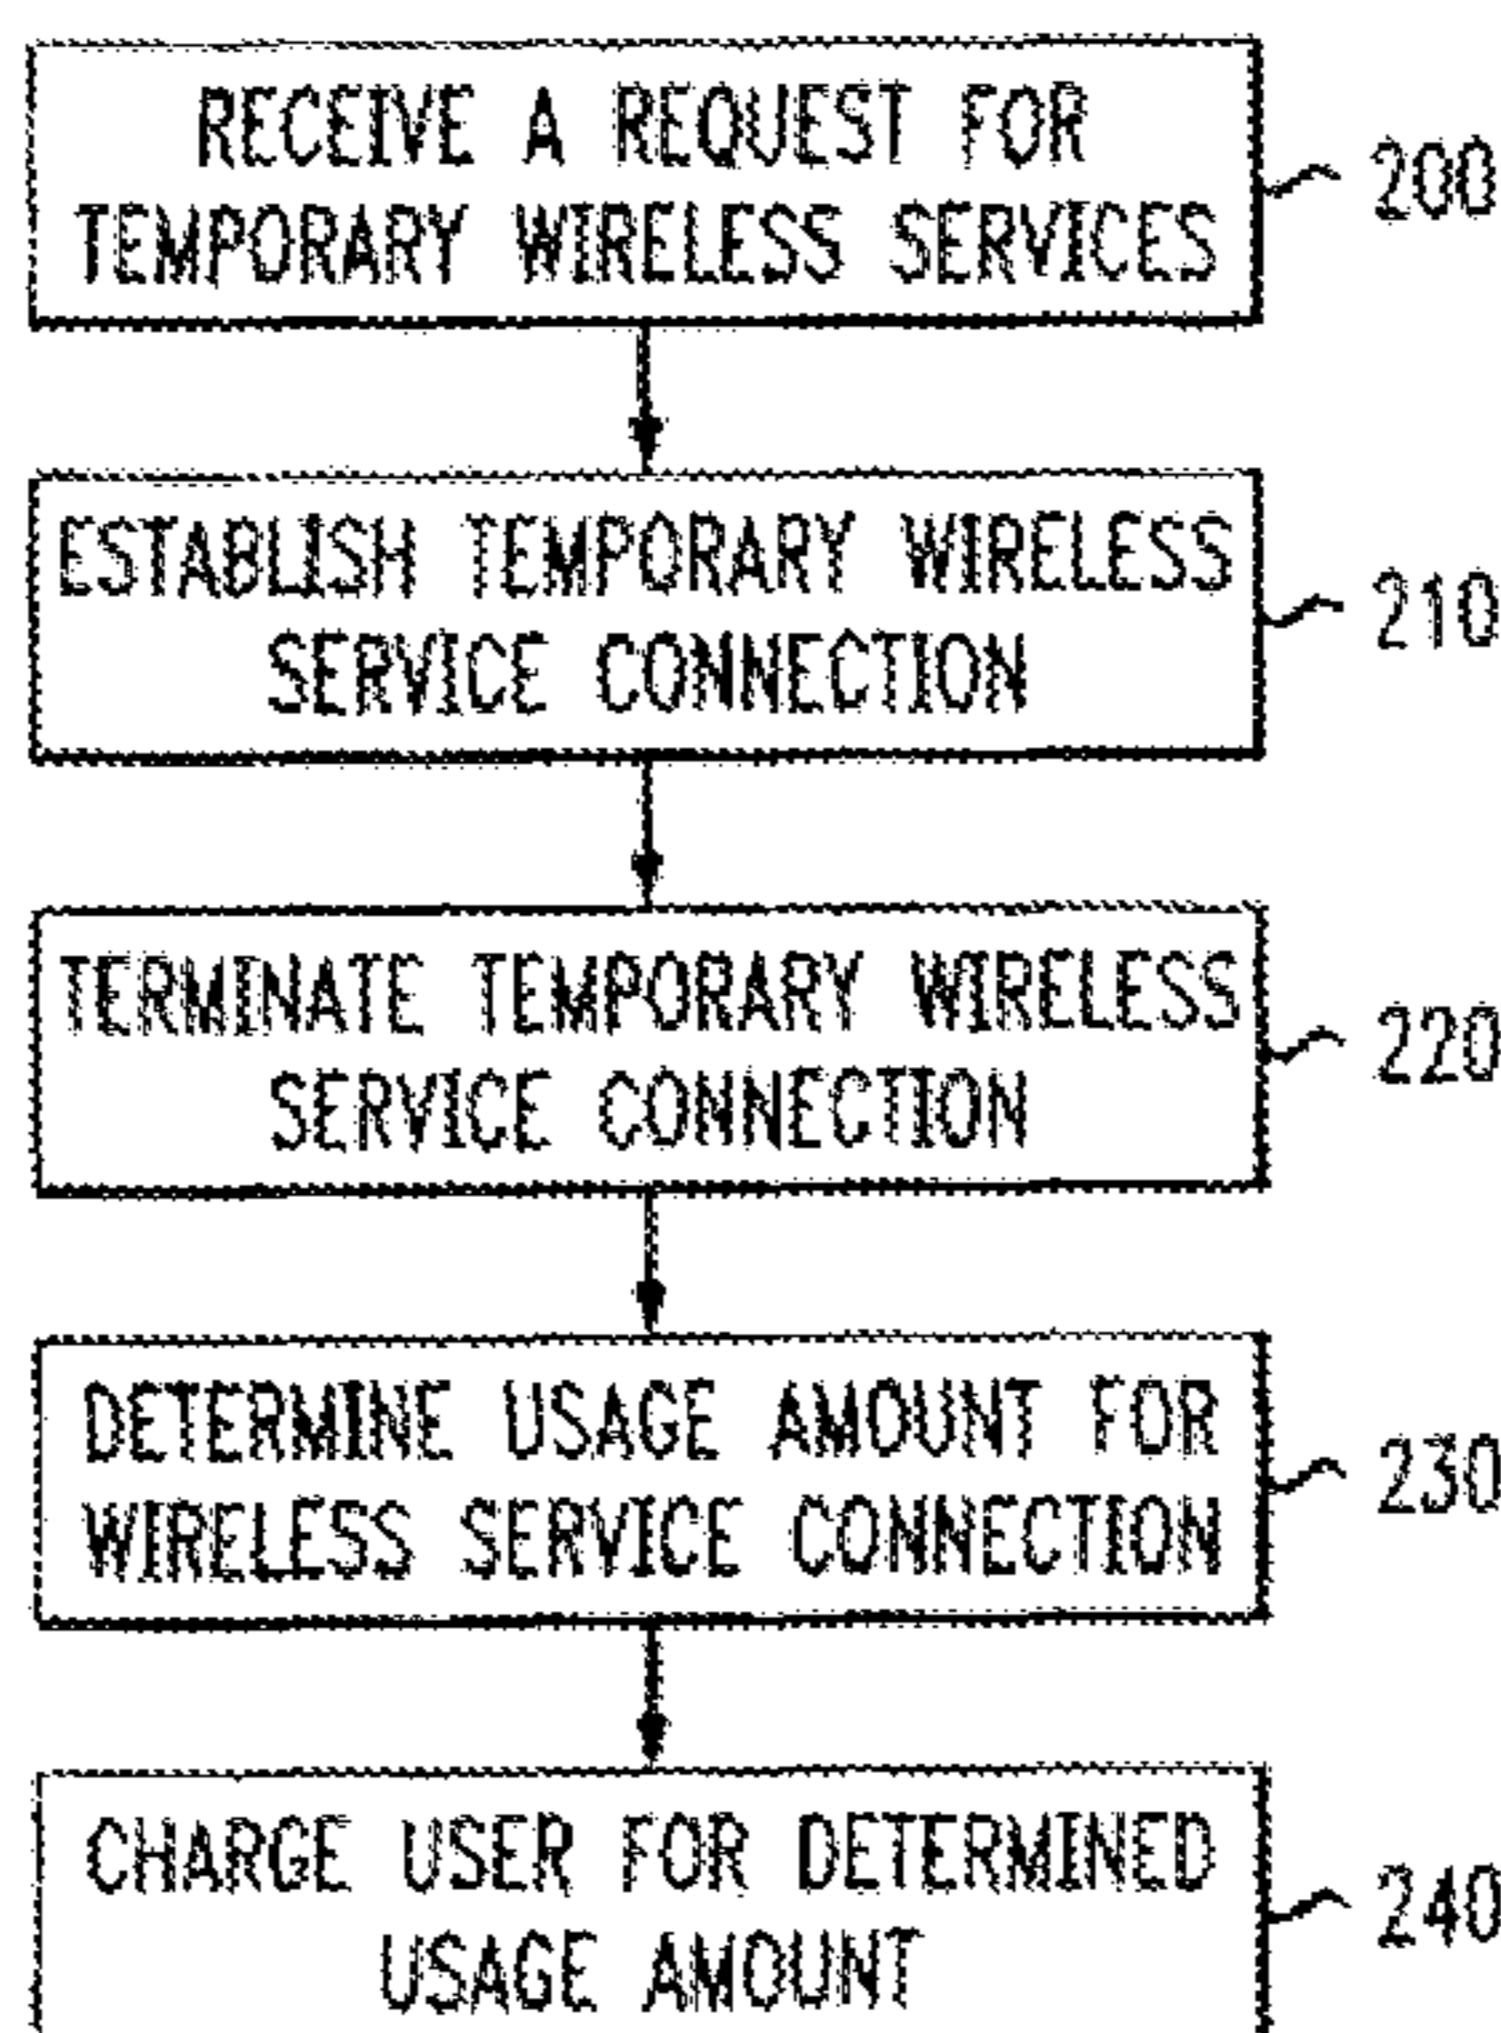 RECEIVE A REQUEST FOR
TEMPORARY WIRELESS SERVICES
200
ESTABLISH TEMPORARY WIRELESS
SERVICE CONNECTION
210
TERMINATE TEMPORARY WIRELESS
SERVICE CONNECTION
220
DETERMINE USAGE AMOUNT FOR
WIRELESS SERVICE CONNECTION
230
CHARGE USER FOR DETERMINED
USAGE AMOUNT
240